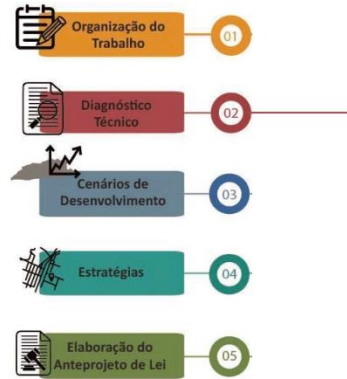 Organização do
Trabalho
01
Diagnóstico
Técnico
02
Cenários de
Desenvolvimento
03
Estratégias
04
Elaboração do
Anteprojeto de Lei
05